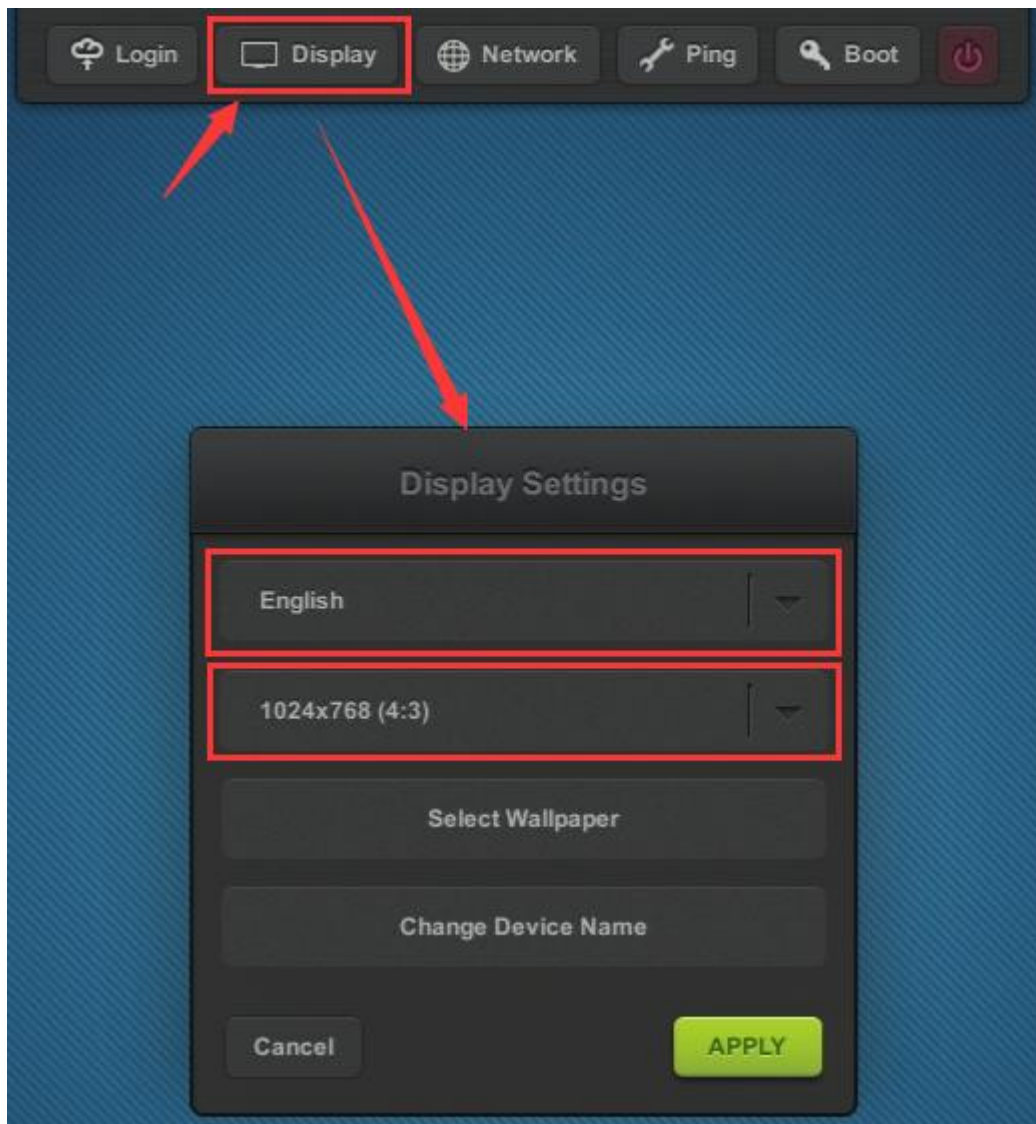 Login Display Network Ping Boot
Display Settings
English
1024x768 (4:3)
Select Wallpaper
Change Device Name
Cancel APPLY